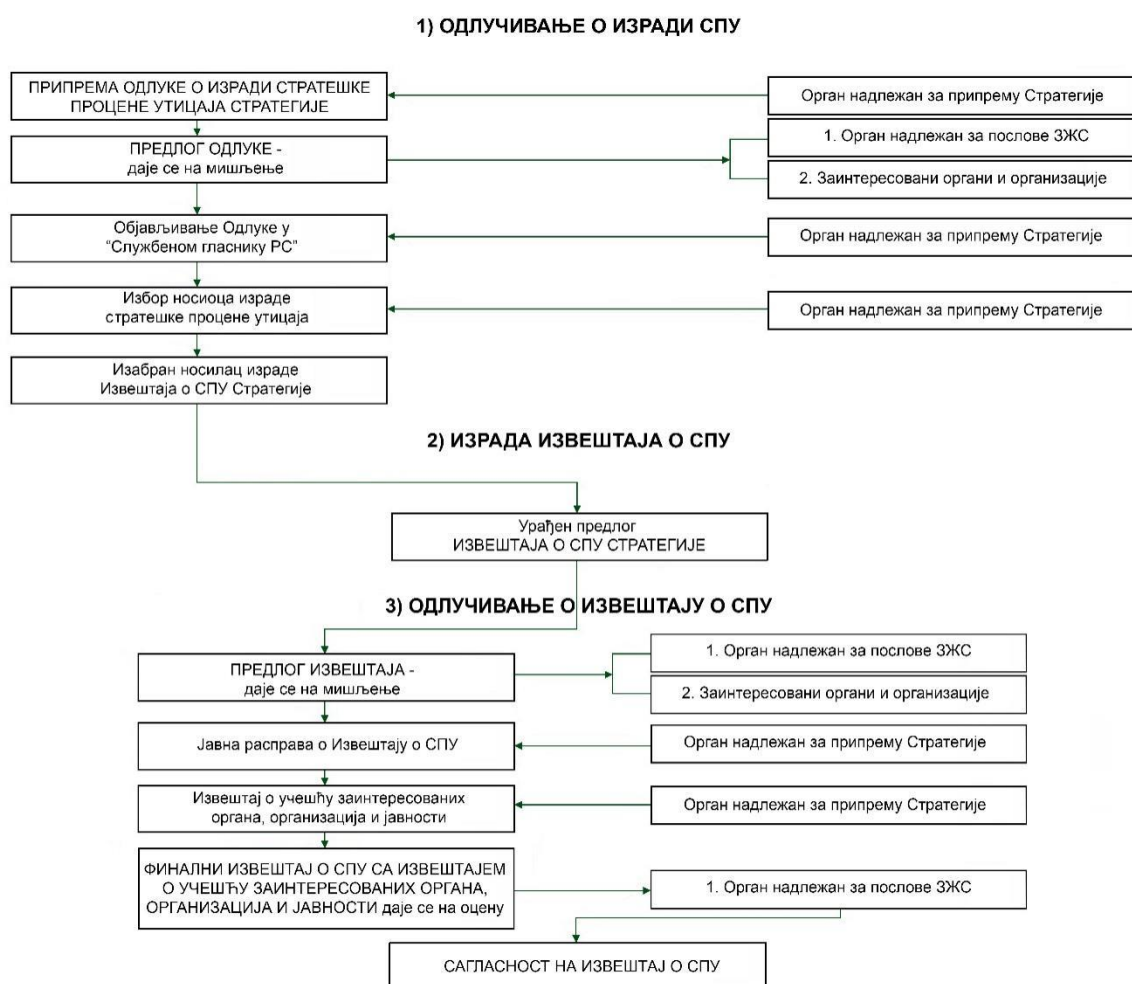 1) ОДЛУЧИВАЊЕ О ИЗРАДИ СПУ
ПРИПРЕМА ОДЛУКЕ О ИЗРАДИ СТРАТЕШКЕ
ПРОЦЕНЕ УТИЦАЈА СТРАТЕГИЈЕ
Орган надлежан за припрему Стратегије
ПРЕДЛОГ ОДЛУКЕ -
даје се на мишљење
1. Орган надлежан за послове ЗЖС
2. Заинтересовани органи и организације
Објављивање Одлуке у
“Службеном гласнику РС”
Орган надлежан за припрему Стратегије
Избор носиоца израде
стратешке процене утицаја
Орган надлежан за припрему Стратегије
Изабран носилац израде
Извештаја о СПУ Стратегије
2) ИЗРАДА ИЗВЕШТАЈА О СПУ
Урађен предлог
ИЗВЕШТАЈА О СПУ СТРАТЕГИЈЕ
3) ОДЛУЧИВАЊЕ О ИЗВЕШТАЈУ О СПУ
ПРЕДЛОГ ИЗВЕШТАЈА -
даје се на мишљење
1. Орган надлежан за послове ЗЖС
2. Заинтересовани органи и организације
Јавна расправа о Извештају о СПУ
Орган надлежан за припрему Стратегије
Извештај о учешћу заинтересованих
органа, организација и јавности
Орган надлежан за припрему Стратегије
ФИНАЛНИ ИЗВЕШТАЈ О СПУ СА ИЗВЕШТАЈЕМ
О УЧЕШЋУ ЗАИНТЕРЕСОВАНИХ ОРГАНА,
ОРГАНИЗАЦИЈА И ЈАВНОСТИ даје се на оцену
1. Орган надлежан за послове ЗЖС
САГЛАСНОСТ НА ИЗВЕШТАЈ О СПУ